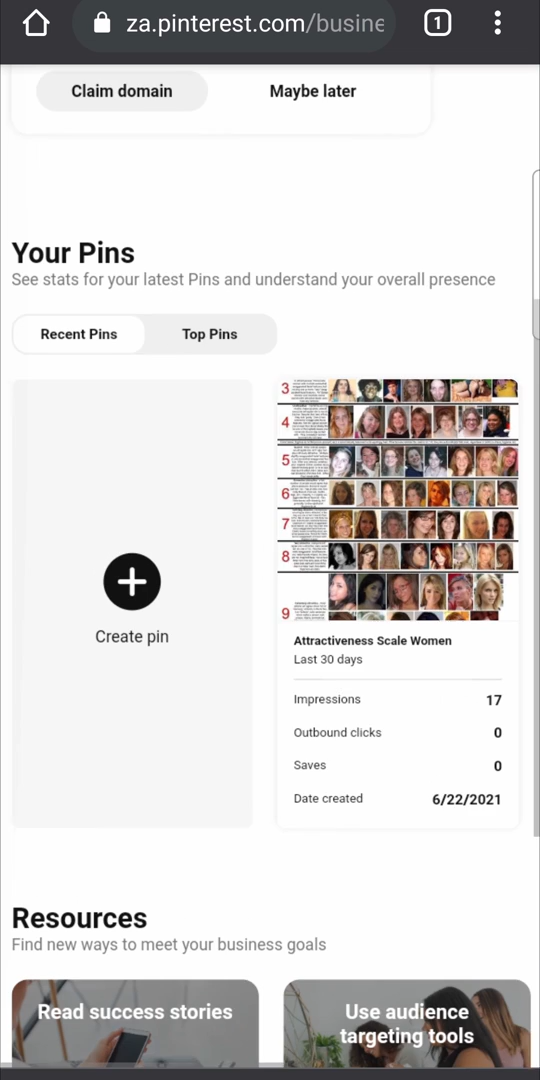 za.pinterest.com/busine
1
Claim domain
Maybe later
Your Pins
See stats for your latest Pins and understand your overall presence
Recent Pins
Top Pins
Create pin
3
4
5
6
7
8
9
Attractiveness Scale Women
Last 30 days
Impressions 17
Outbound clicks 0
Saves 0
Date created 6/22/2021
Resources
Find new ways to meet your business goals
Read success stories
Use audience
targeting tools